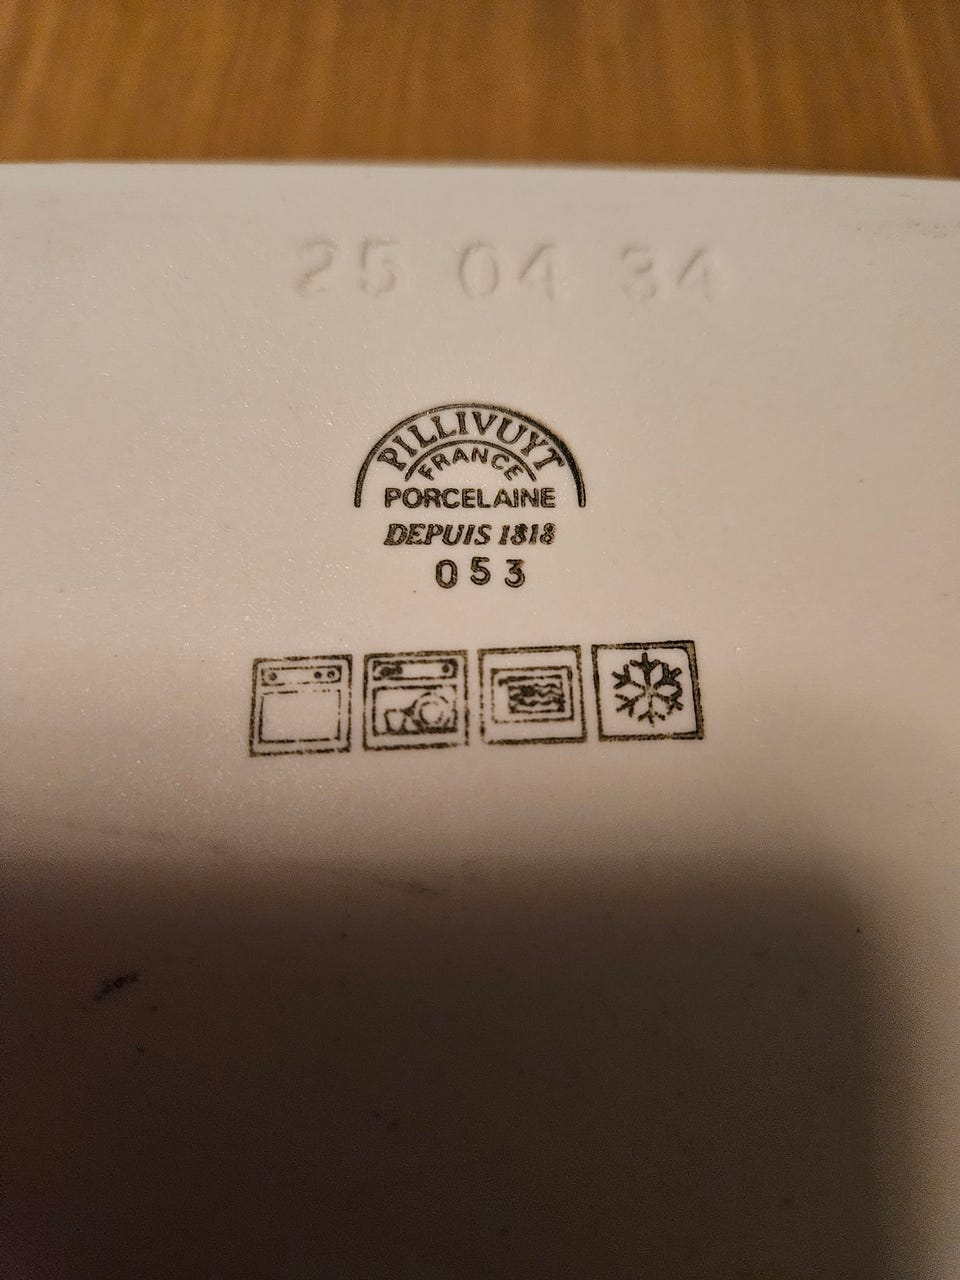 25 04 34
PILLIVUYT
FRANCE
PORCELAINE
DEPUIS 1818
053